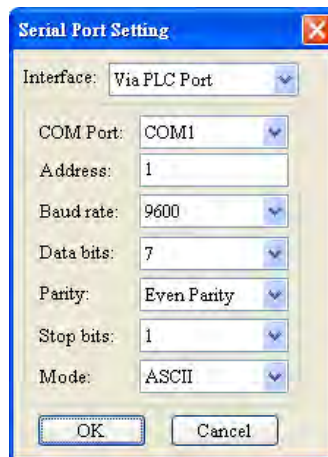 Serial Port Setting
Interface: Via PLC Port
COM Port: COM1
Address: 1
Baud rate: 9600
Data bits: 7
Parity: Even Parity
Stop bits: 1
Mode: ASCII
OK Cancel